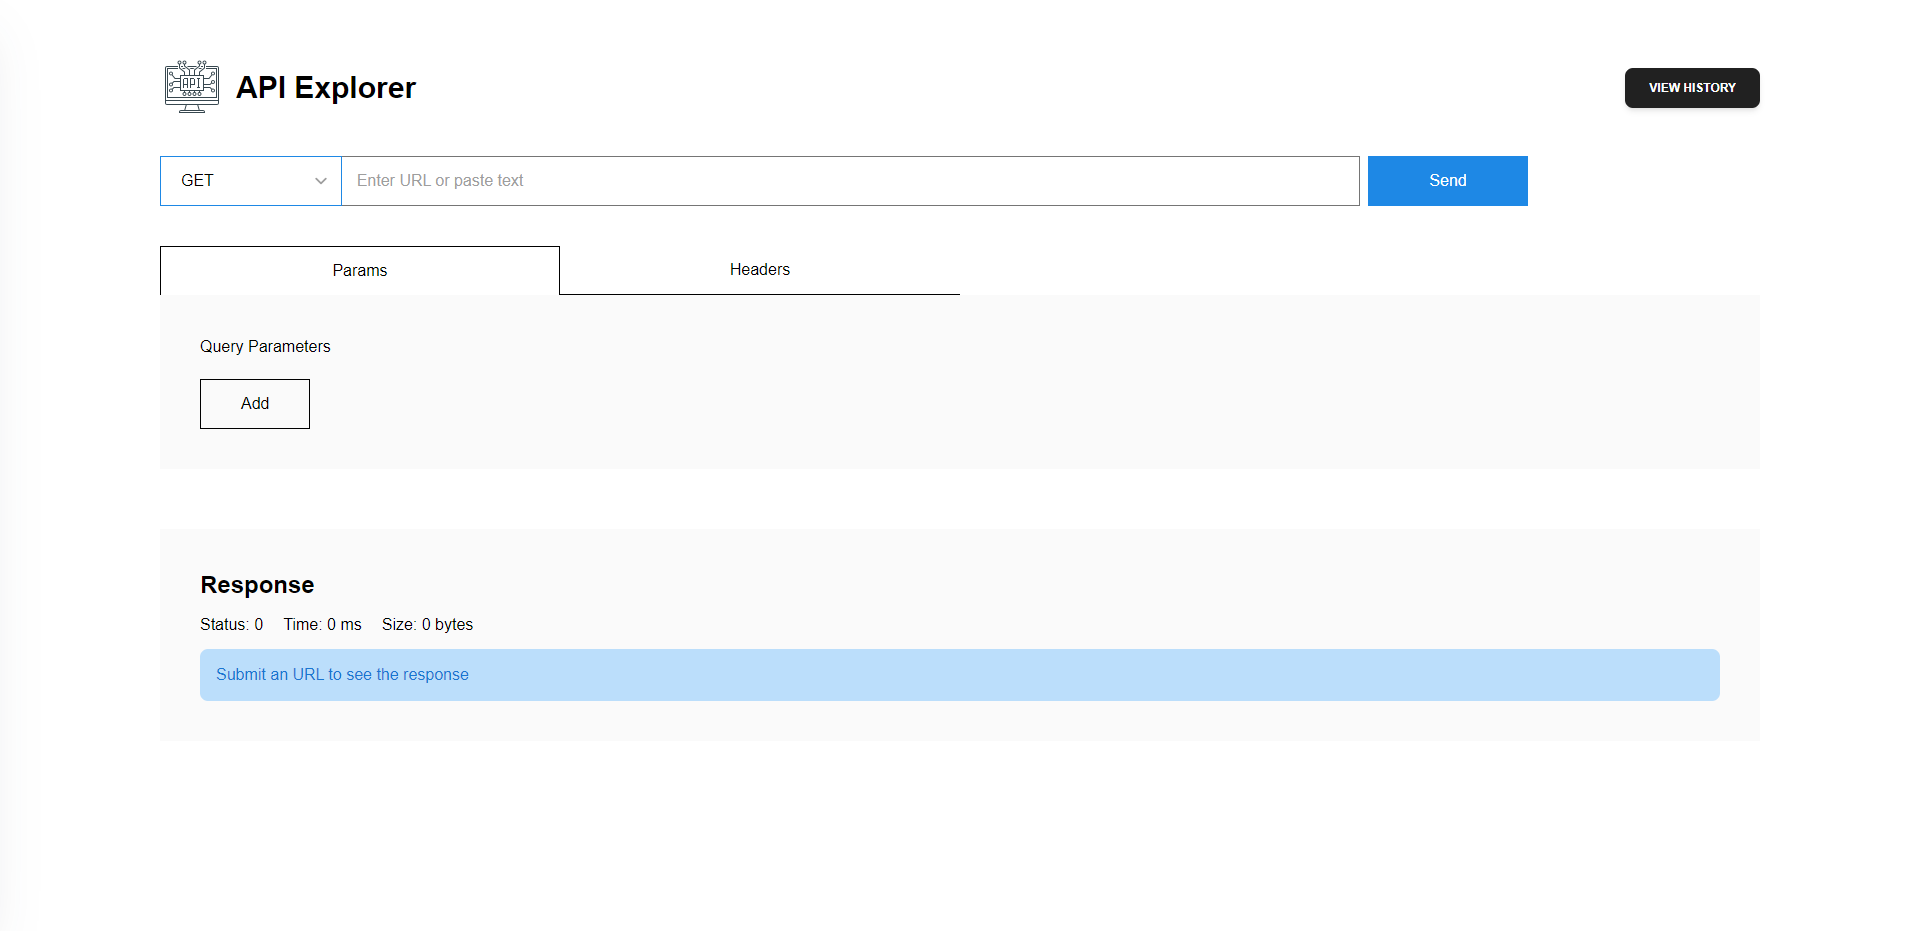 API
API Explorer
VIEW HISTORY
GET
Enter URL or paste text
Send
Params
Headers
Query Parameters
Add
Response
Status: 0 Time: 0 ms Size: 0 bytes
Submit an URL to see the response